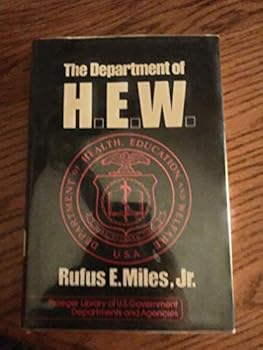 The Department of
H.E.W.
DEPARTMENT OF HEALTH, EDUCATION, AND WELFARE
U.S.A.
Rufus E. Miles, Jr.
Praeger Library of U.S. Government
Departments and Agencies